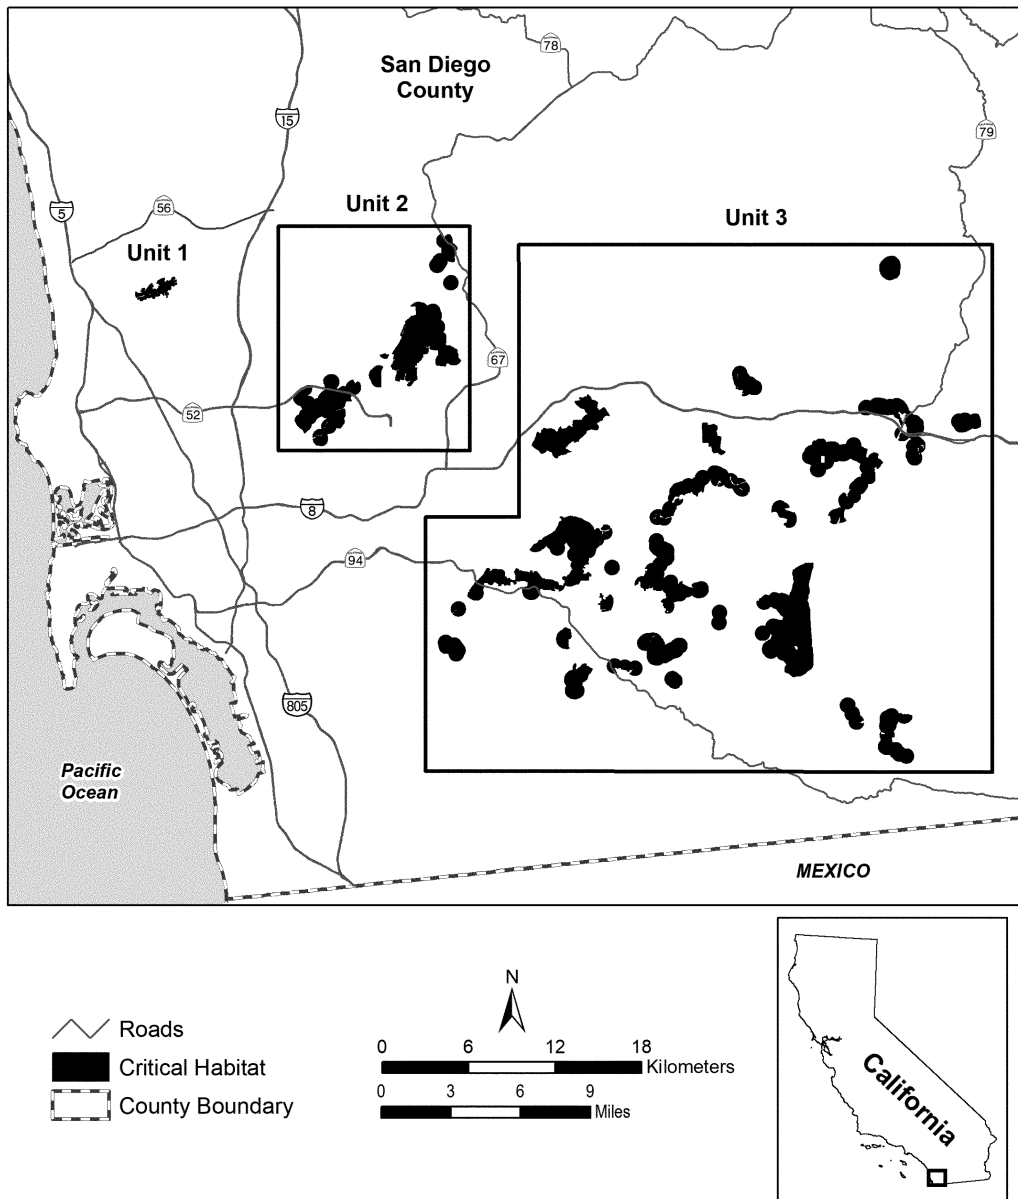 San Diego
County
78
15
79
5
56
Unit 2
Unit 3
Unit 1
67
52
8
94
805
Pacific
Ocean
MEXICO
Roads
Critical Habitat
County Boundary
N
0 6 12 18
Kilometers
0 3 6 9
Miles
California